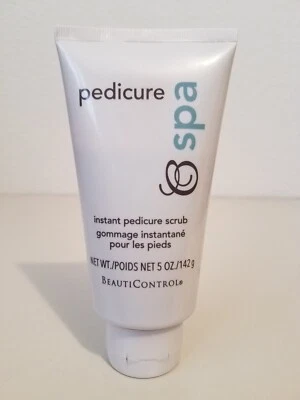 pedicure
spa
instant pedicure scrub
gommage instantané
pour les pieds
NET WT./POIDS NET 5 OZ./142 g
BEAUTICONTROL®